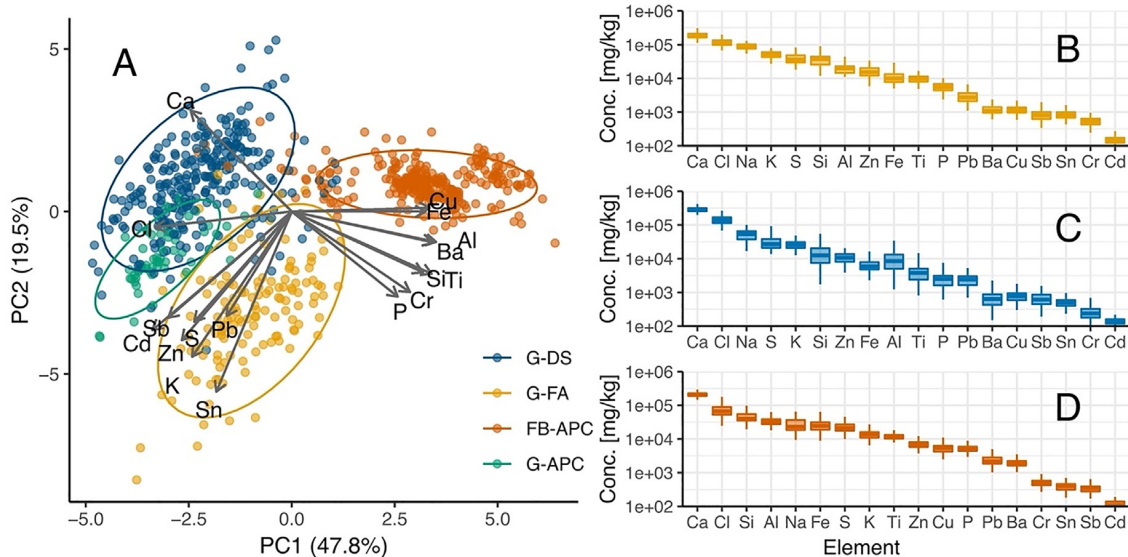 A
5
0
−5
−5.0
−2.5
0.0
2.5
5.0
PC1 (47.8%)
PC2 (19.5%)
Ca
Cl
Cu
Fe
Al
Ba
SiTi
Cr
P
Sb
Cd
S
Pb
Zn
K
Sn
G-DS
G-FA
FB-APC
G-APC
B
Conc. [mg/kg]
1e+06
1e+05
1e+04
1e+03
1e+02
Ca Cl Na K S Si Al Zn Fe Ti P Pb Ba Cu Sb Sn Cr Cd
C
Conc. [mg/kg]
1e+06
1e+05
1e+04
1e+03
1e+02
Ca Cl Na S K Si Zn Fe Al Ti P Pb Ba Cu Sb Sn Cr Cd
D
Conc. [mg/kg]
1e+06
1e+05
1e+04
1e+03
1e+02
Ca Cl Si Al Na Fe S K Ti Zn Cu P Pb Ba Cr Sn Sb Cd
Element